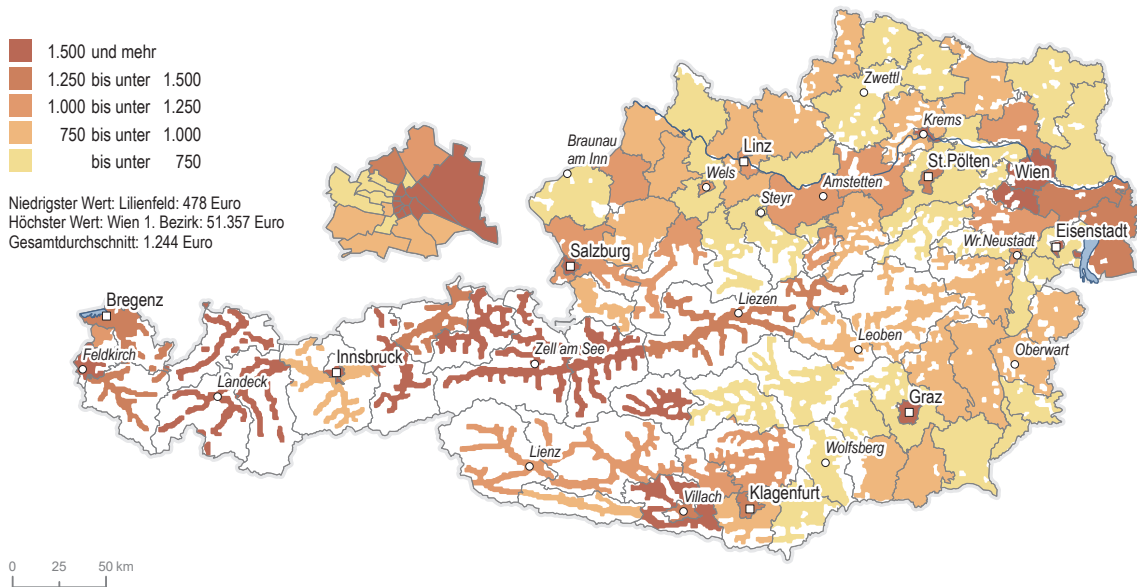 1.500 und mehr
1.250 bis unter 1.500
1.000 bis unter 1.250
750 bis unter 1.000
bis unter 750
Niedrigster Wert: Lilienfeld: 478 Euro
Höchster Wert: Wien 1. Bezirk: 51.357 Euro
Gesamtdurchschnitt: 1.244 Euro
Zwettl
Krems
Braunau
am Inn
Linz
Wels
St.Pölten
Wien
Steyr
Amstetten
Salzburg
Wr.Neustadt
Eisenstadt
Bregenz
Liezen
Feldkirch
Innsbruck
Zell am See
Leoben
Oberwart
Landeck
Graz
Lienz
Wolfsberg
Villach
Klagenfurt
0 25 50 km